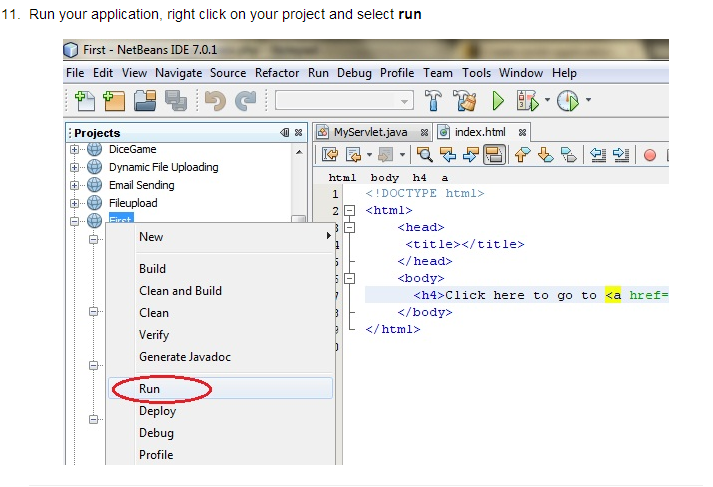 11. Run your application, right click on your project and select run
First - NetBeans IDE 7.0.1
File Edit View Navigate Source Refactor Run Debug Profile Team Tools Window Help
Projects
MyServlet.java
index.html
DiceGame
Dynamic File Uploading
Email Sending
Fileupload
First
New
Build
Clean and Build
Clean
Verify
Generate Javadoc
Run
Deploy
Debug
Profile
html body h4 a
1 <!DOCTYPE html>
2 <html>
<head>
<title></title>
</head>
<body>
<h4>Click here to go to <a href=
</body>
</html>